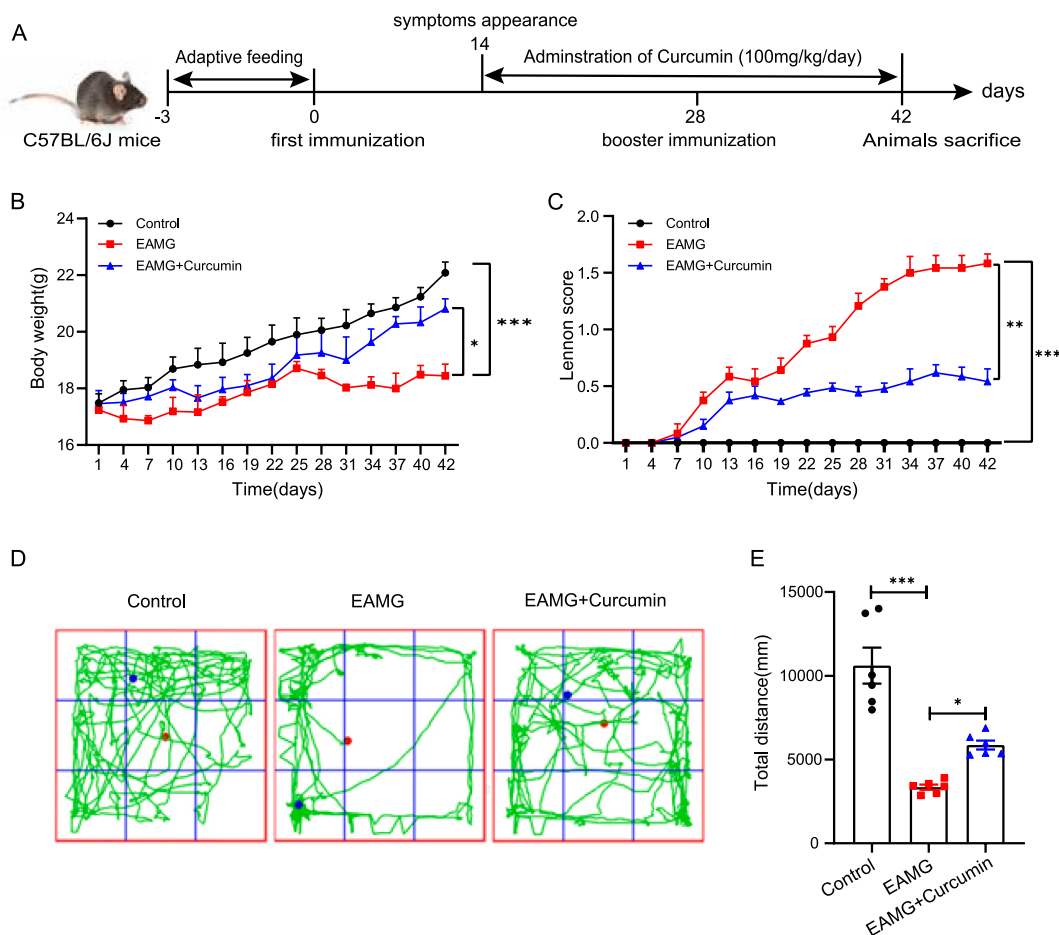 A
symptoms appearance
14
Adaptive feeding
Adminstration of Curcumin (100mg/kg/day)
days
-3
0
28
42
C57BL/6J mice
first immunization
booster immunization
Animals sacrifice
B
Control
EAMG
EAMG+Curcumin
Body weight(g)
24
22
20
18
16
***
*
1 4 7 10 13 16 19 22 25 28 31 34 37 40 42
Time(days)
C
Control
EAMG
EAMG+Curcumin
Lennon score
2.0
1.5
1.0
0.5
0.0
**
***
1 4 7 10 13 16 19 22 25 28 31 34 37 40 42
Time(days)
D
Control
EAMG
EAMG+Curcumin
E
Total distance(mm)
15000
10000
5000
0
***
*
Control
EAMG
EAMG+Curcumin